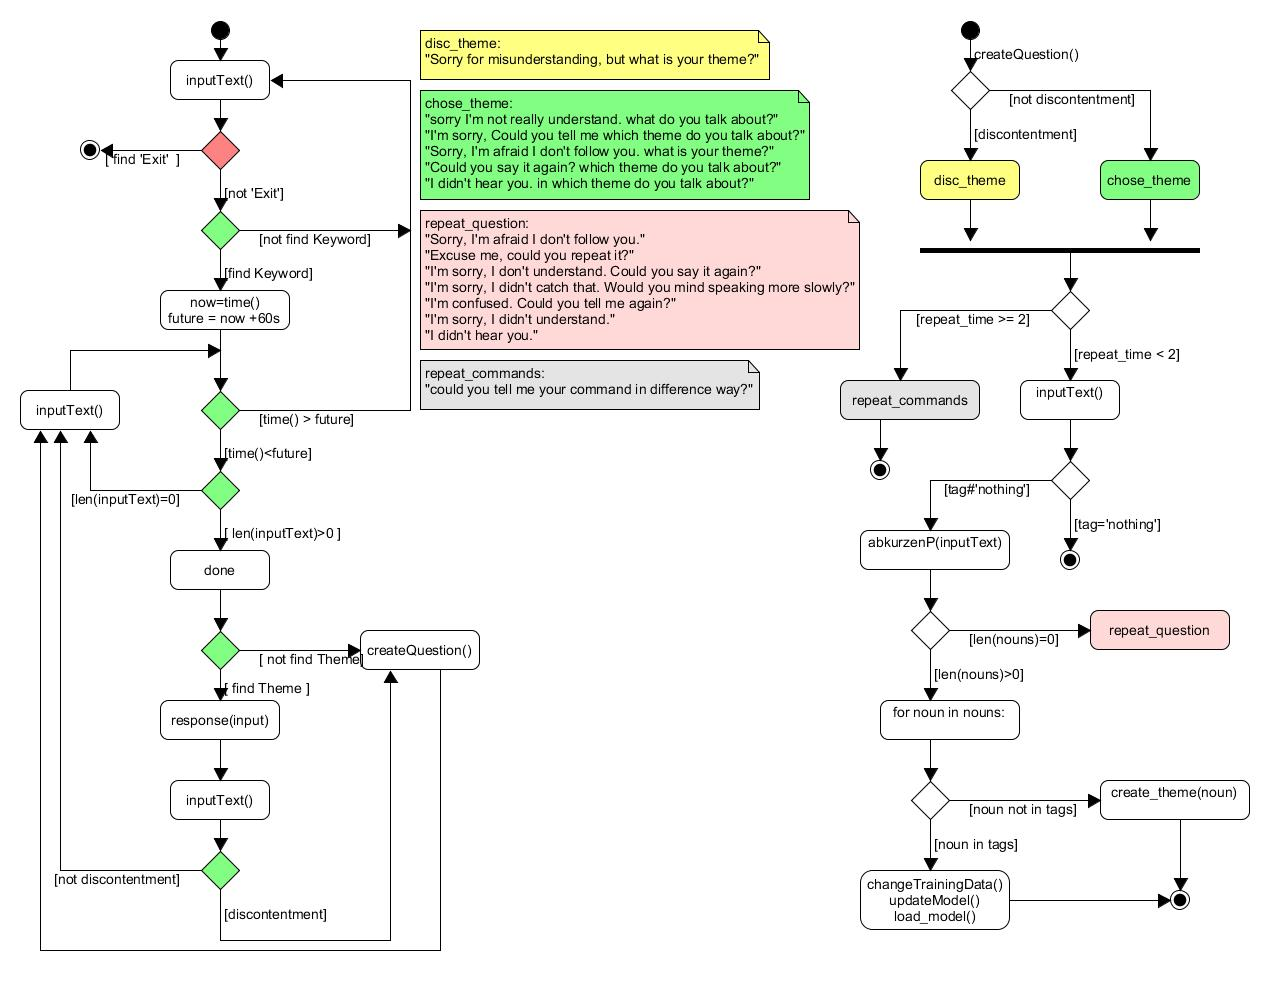 inputText()
[ find 'Exit' ]
[not 'Exit']
[not find Keyword]
[find Keyword]
now=time()
future = now +60s
inputText()
[time() > future]
[time()<future]
[len(inputText)=0]
[ len(inputText)>0 ]
done
[ not find Theme]
createQuestion()
[ find Theme ]
response(input)
inputText()
[not discontentment]
[discontentment]
disc_theme:
"Sorry for misunderstanding, but what is your theme?"
chose_theme:
"sorry I'm not really understand. what do you talk about?"
"I'm sorry, Could you tell me which theme do you talk about?"
"Sorry, I'm afraid I don't follow you. what is your theme?"
"Could you say it again? which theme do you talk about?"
"I didn't hear you. in which theme do you talk about?"
repeat_question:
"Sorry, I'm afraid I don't follow you."
"Excuse me, could you repeat it?"
"I'm sorry, I don't understand. Could you say it again?"
"I'm sorry, I didn't catch that. Would you mind speaking more slowly?"
"I'm confused. Could you tell me again?"
"I'm sorry, I didn't understand."
"I didn't hear you."
repeat_commands:
"could you tell me your command in difference way?"
createQuestion()
[not discontentment]
[discontentment]
disc_theme
chose_theme
[repeat_time >= 2]
[repeat_time < 2]
repeat_commands
inputText()
[tag#'nothing']
[tag='nothing']
abkurzenP(inputText)
[len(nouns)=0]
repeat_question
[len(nouns)>0]
for noun in nouns:
[noun not in tags]
create_theme(noun)
[noun in tags]
changeTrainingData()
updateModel()
load_model()